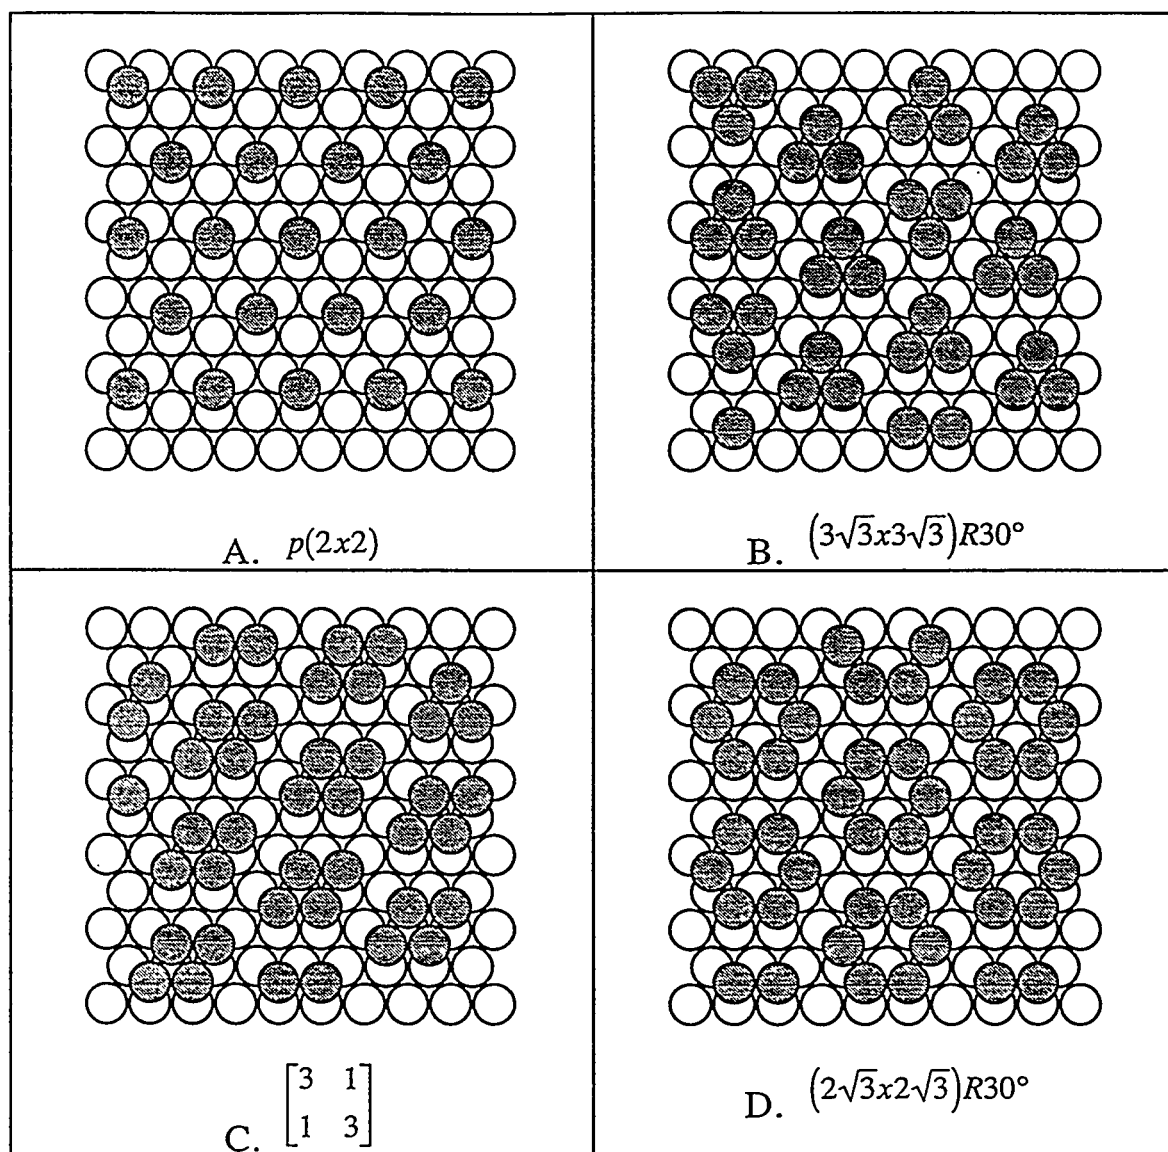 A. p(2x2)
B. (3√3x3√3)R30°
C. [3 1
1 3]
D. (2√3x2√3)R30°